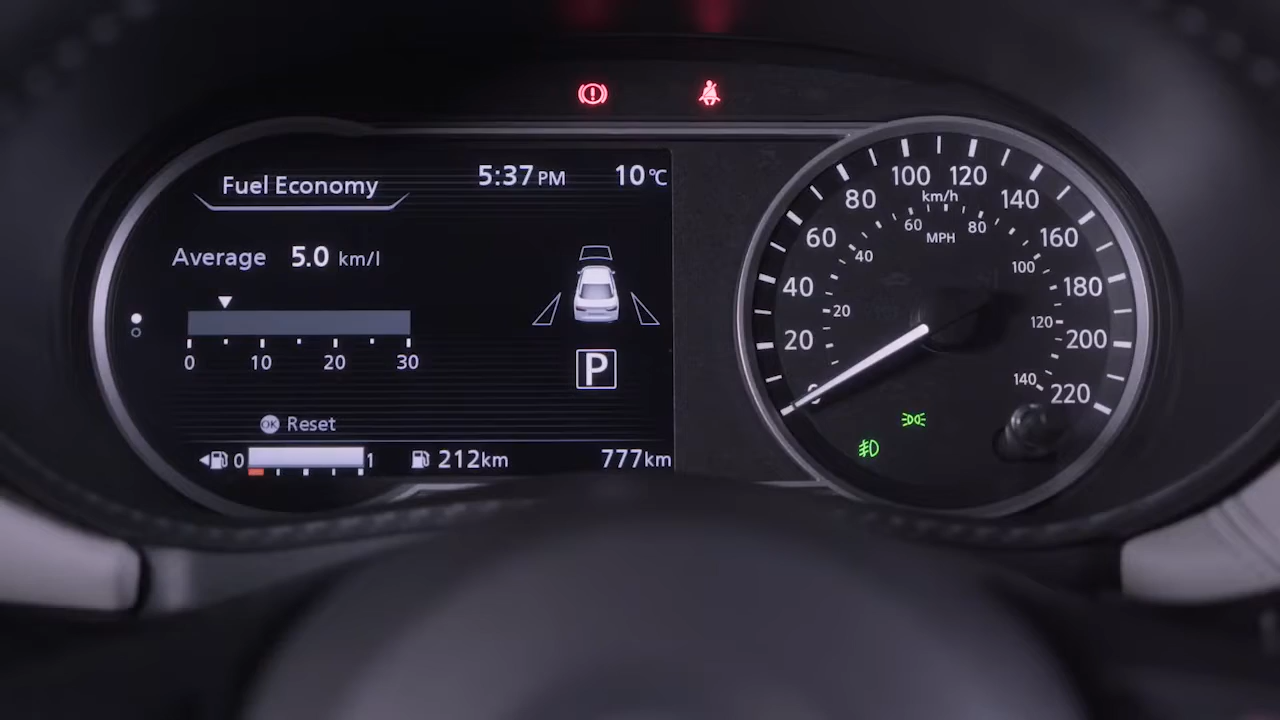 Fuel Economy
5:37 PM 10 °C
Average 5.0 km/l
0 10 20 30
P
OK Reset
0 1 212km 777km
0 20 40 60 80 100 120 140 160 180 200 220
km/h
20 40 60 80 100 120 140
MPH